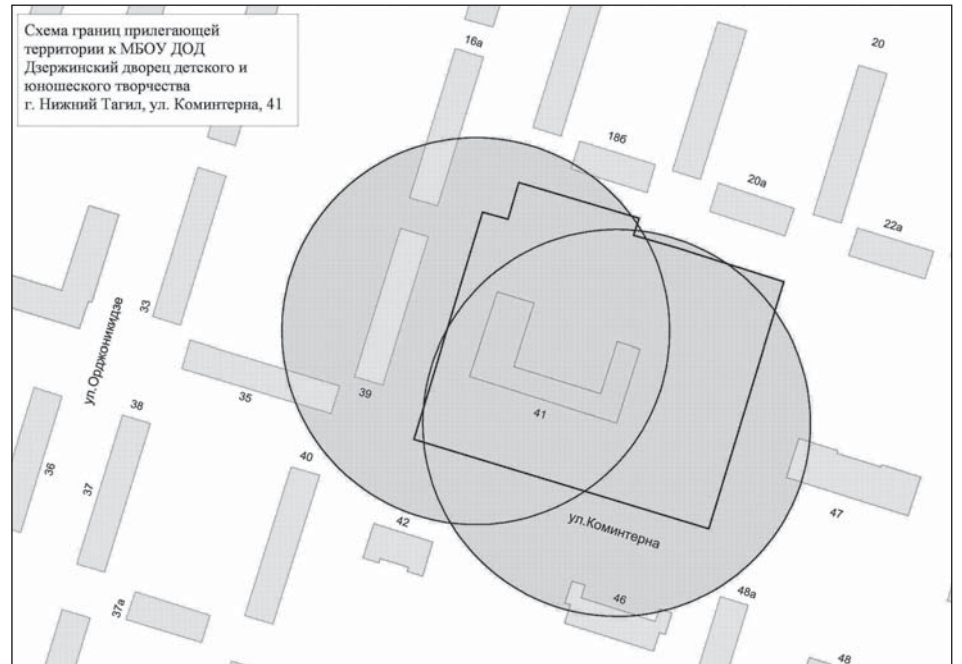 Схема границ прилегающей
территории к МБОУ ДОД
Дзержинский дворец детского и
юношеского творчества
г. Нижний Тагил, ул. Коминтерна, 41
16а
20
18б
20а
22а
33
ул.Орджоникидзе
35
39
41
38
36
37
40
42
ул.Коминтерна
47
37а
46
48а
48